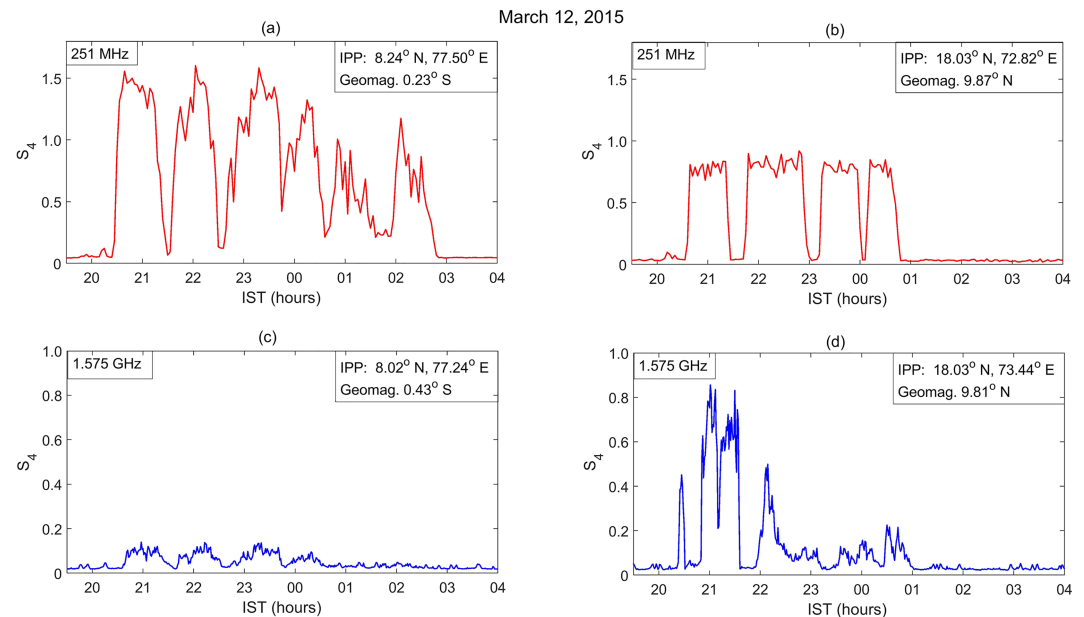 March 12, 2015
(a)
251 MHz
IPP: 8.24° N, 77.50° E
Geomag. 0.23° S
1.5
1.0
0.5
0
S₄
20 21 22 23 00 01 02 03 04
IST (hours)
(b)
251 MHz
IPP: 18.03° N, 72.82° E
Geomag. 9.87° N
1.5
1.0
0.5
0
S₄
20 21 22 23 00 01 02 03 04
IST (hours)
(c)
1.575 GHz
IPP: 8.02° N, 77.24° E
Geomag. 0.43° S
1.0
0.8
0.6
0.4
0.2
0
S₄
20 21 22 23 00 01 02 03 04
IST (hours)
(d)
1.575 GHz
IPP: 18.03° N, 73.44° E
Geomag. 9.81° N
1.0
0.8
0.6
0.4
0.2
0
S₄
20 21 22 23 00 01 02 03 04
IST (hours)